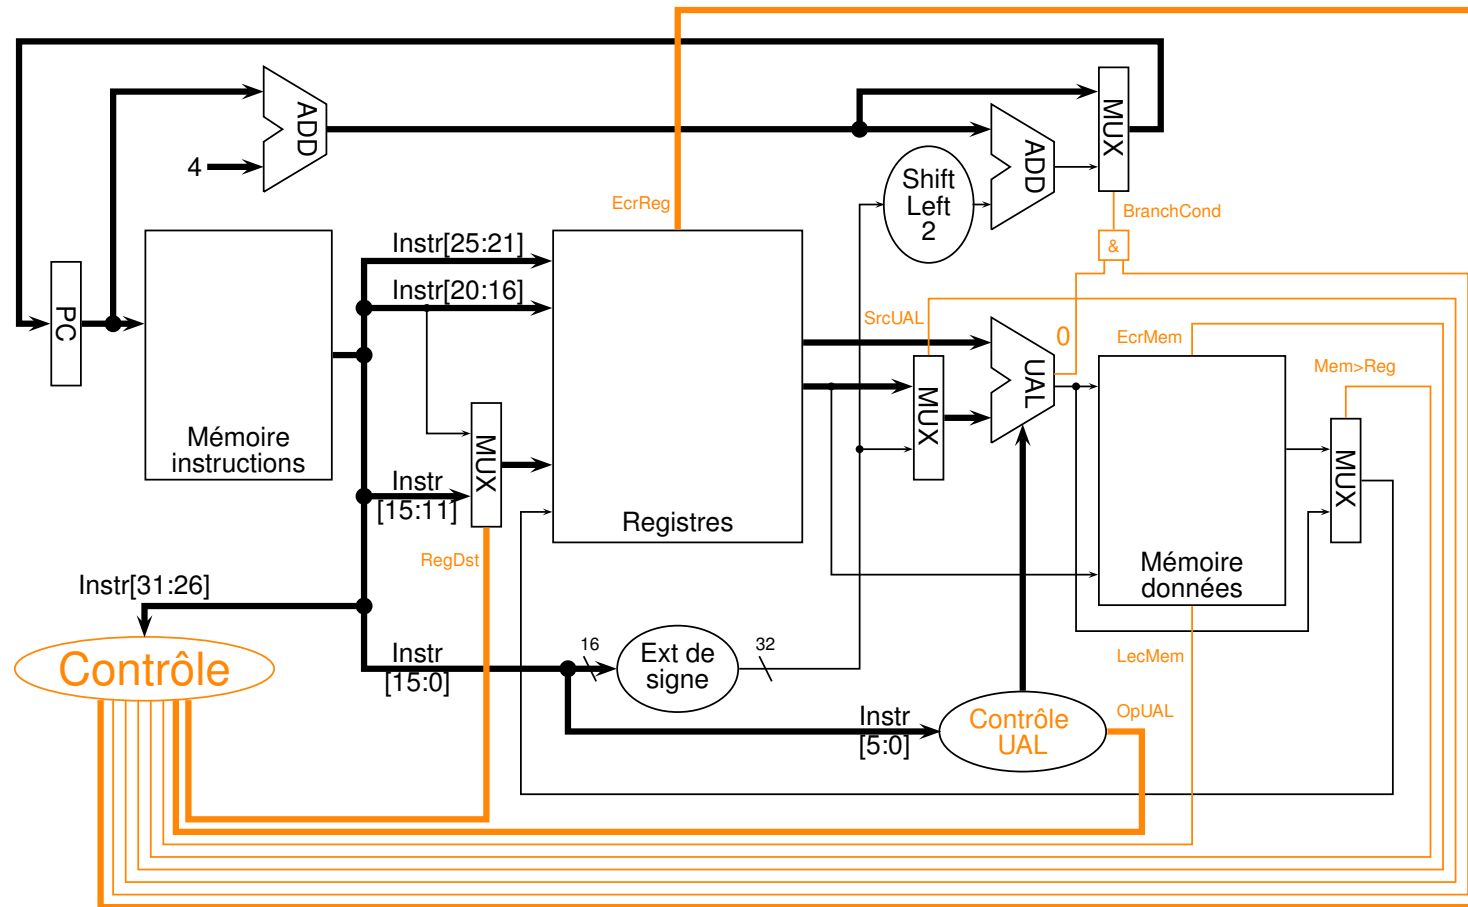 ADD
4
MUX
ADD
Shift
Left
2
EcrReg
BranchCond
&
Instr[25:21]
Instr[20:16]
PC
SrcUAL
0
EcrMem
UAL
Mem>Reg
Mémoire
instructions
MUX
MUX
MUX
Instr
[15:11]
Registres
RegDst
Mémoire
données
Instr[31:26]
Contrôle
Instr
[15:0]
16
Ext de
signe
32
LecMem
Instr
[5:0]
Contrôle
UAL
OpUAL